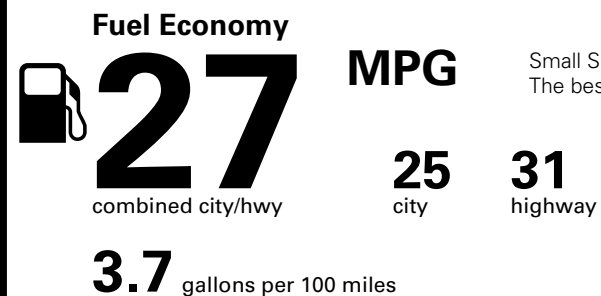 Fuel Economy
27 MPG
Small S
The bes
combined city/hwy
25 city
31 highway
3.7 gallons per 100 miles